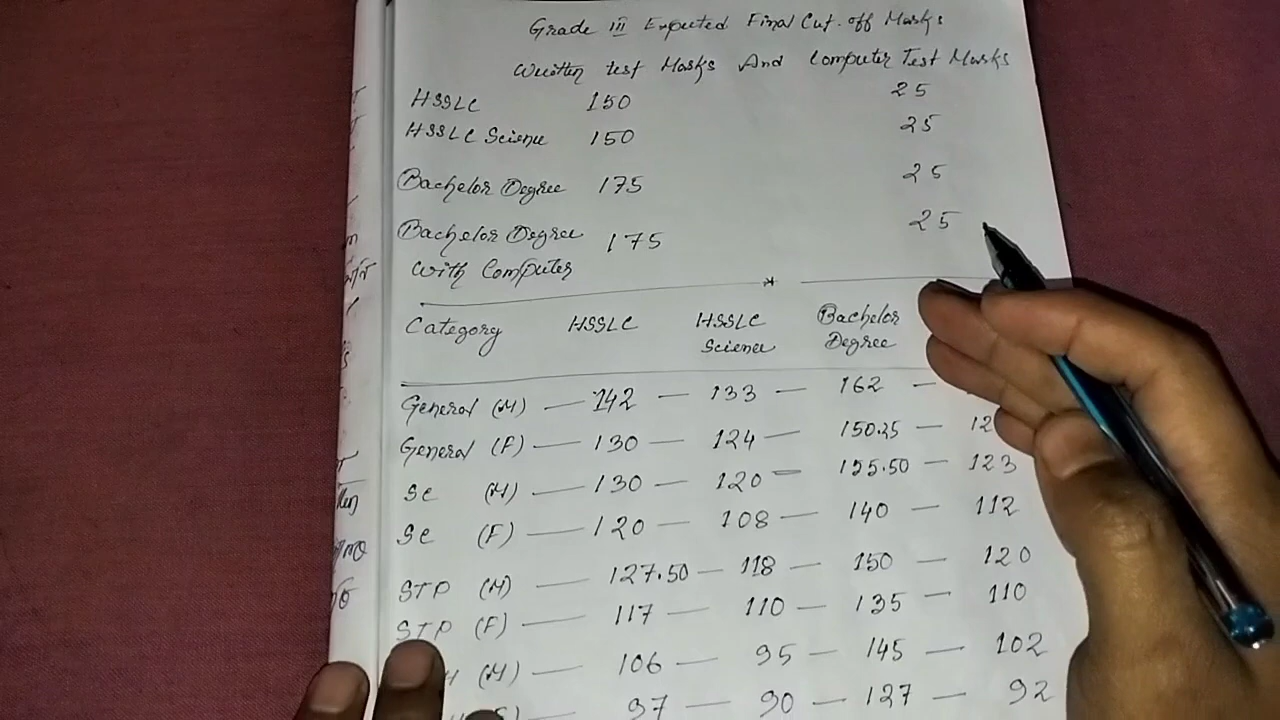 Grade III Expected Final Cut-off Marks
Written test Marks And Computer Test Marks
HSSLC 150 25
HSSLC Science 150 25
Bachelor Degree 175 25
Bachelor Degree 175 25
With Computer
Category HSSLC HSSLC Bachelor
Science Degree
General (M) — 142 — 133 — 162 —
General (F) — 130 — 124 — 150.25 — 12
SC (M) — 130 — 120 — 155.50 — 123
SC (F) — 120 — 108 — 140 — 112
STP (M) — 127.50 — 118 — 150 — 120
STP (F) — 117 — 110 — 135 — 110
(M) — 106 — 95 — 145 — 102
97 — 90 — 127 — 92